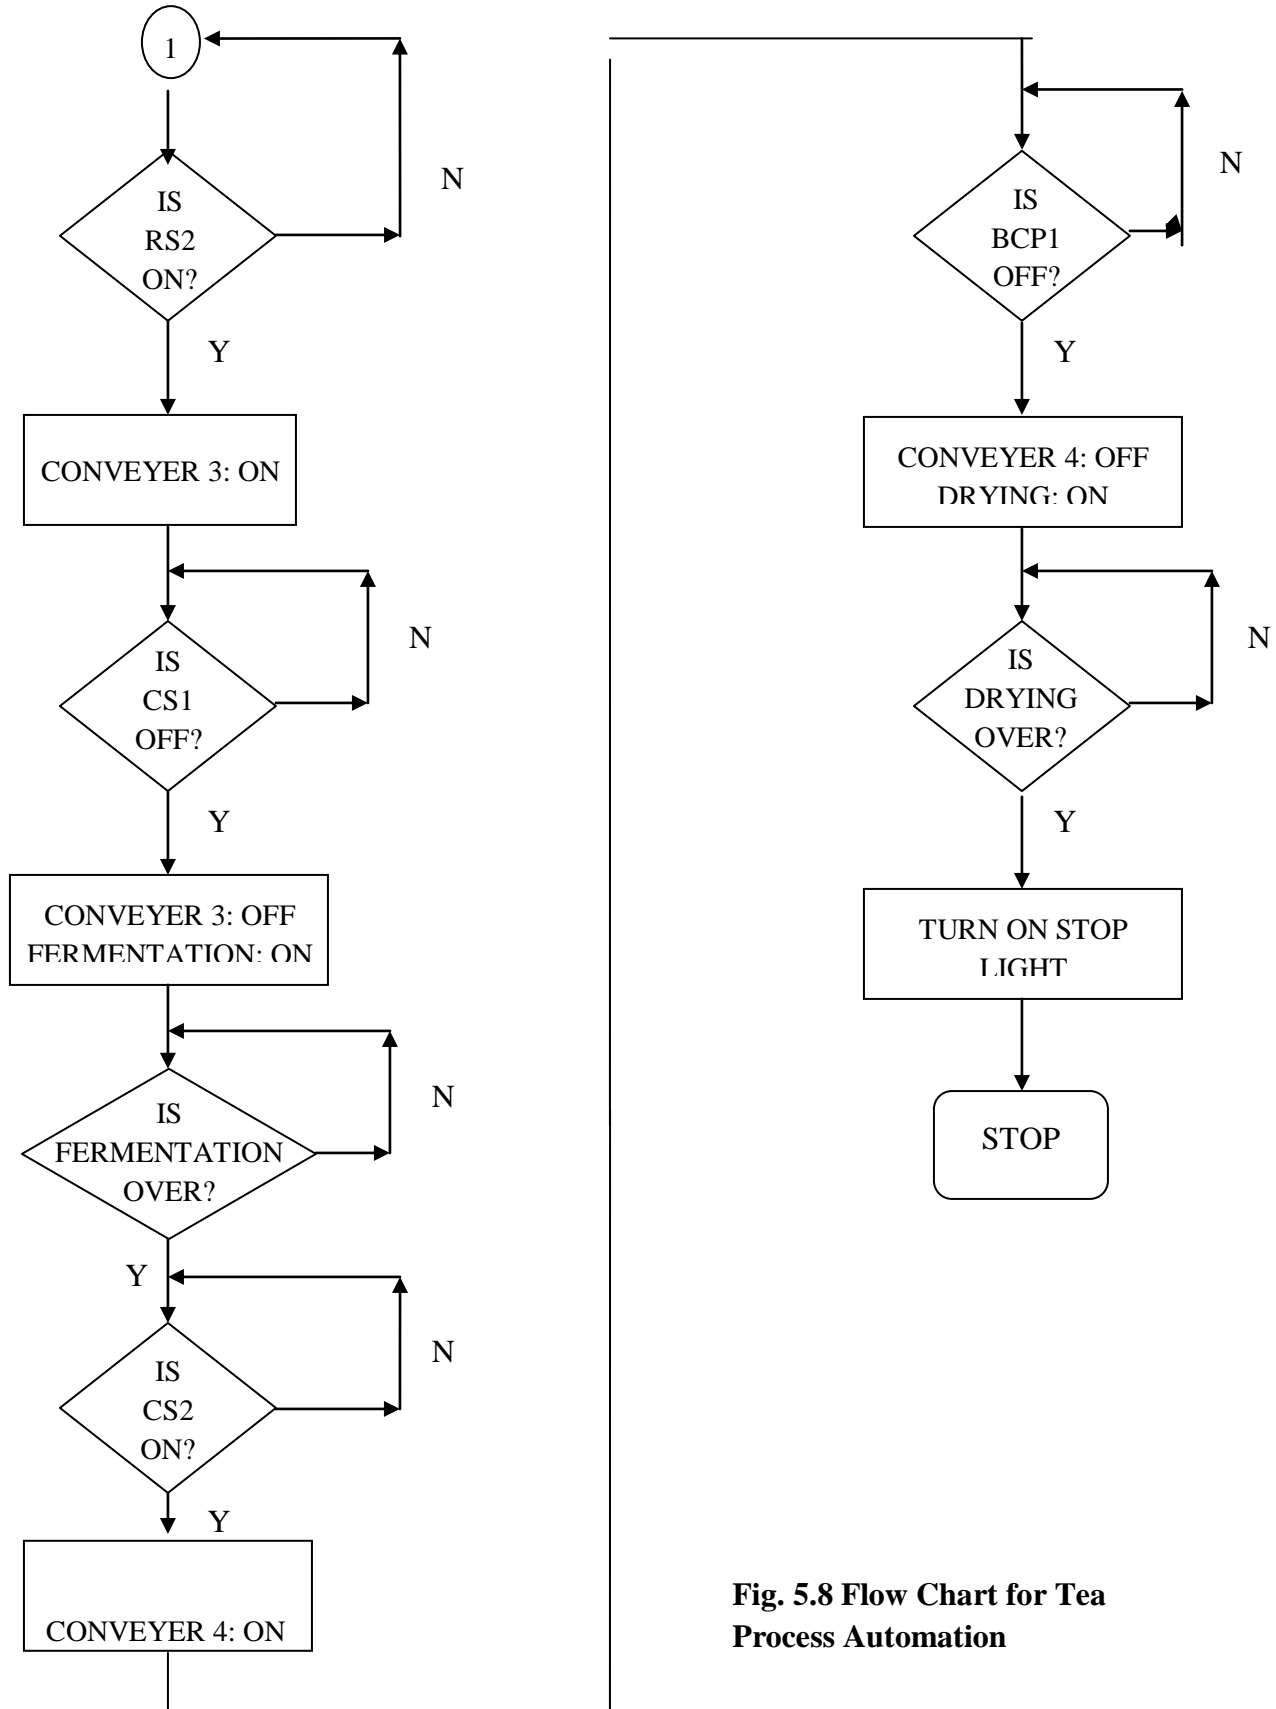 1
IS
RS2
ON?
N
Y
CONVEYER 3: ON
IS
CS1
OFF?
N
Y
CONVEYER 3: OFF
FERMENTATION: ON
IS
FERMENTATION
OVER?
N
Y
IS
CS2
ON?
N
Y
CONVEYER 4: ON
IS
BCP1
OFF?
N
Y
CONVEYER 4: OFF
DRYING: ON
IS
DRYING
OVER?
N
Y
TURN ON STOP
LIGHT
STOP
Fig. 5.8 Flow Chart for Tea
Process Automation